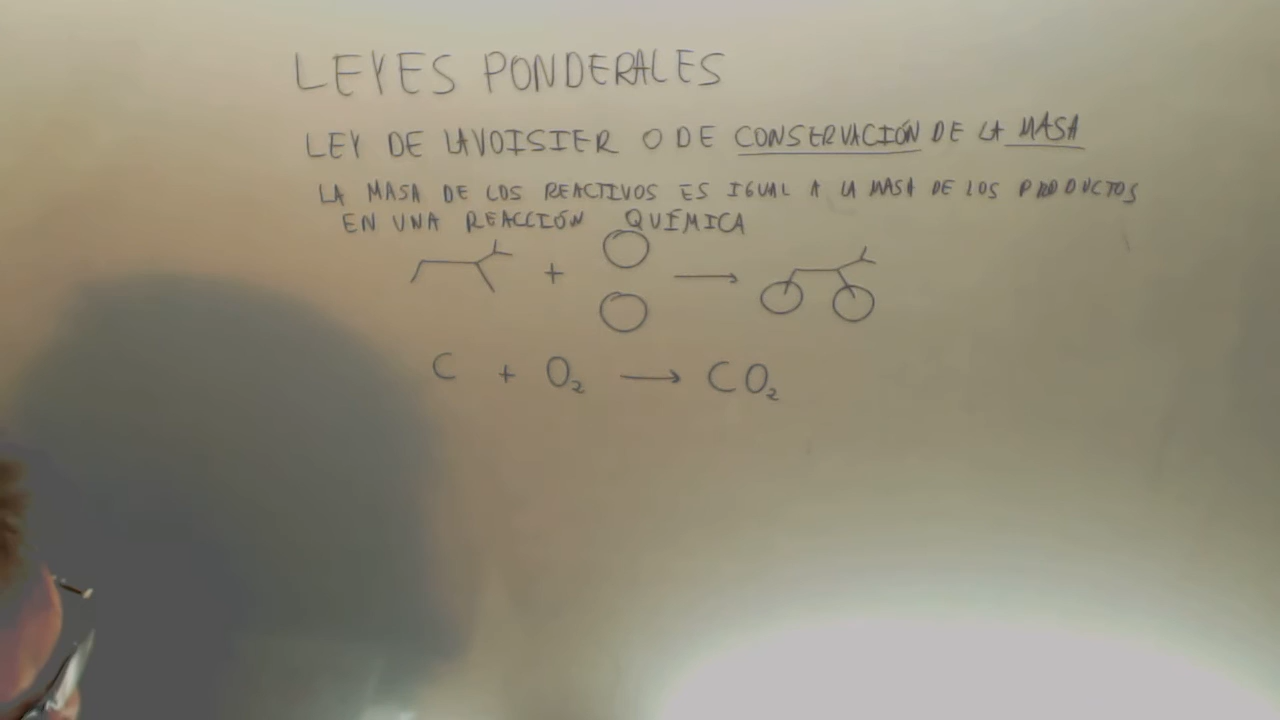 LEYES PONDERALES
LEY DE LAVOISIER O DE CONSERVACIÓN DE LA MASA
LA MASA DE LOS REACTIVOS ES IGUAL A LA MASA DE LOS PRODUCTOS
EN UNA REACCIÓN QUÍMICA
+ →
C + O₂ → CO₂